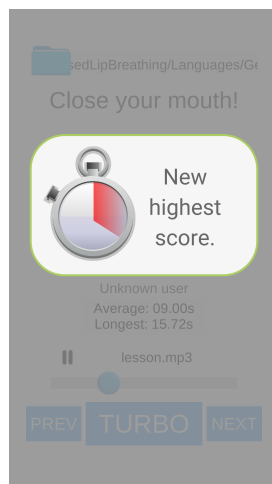 sedLipBreathing/Languages/Ge
Close your mouth!
New
highest
score.
Unknown user
Average: 09.00s
Longest: 15.72s
lesson.mp3
PREV TURBO NEXT